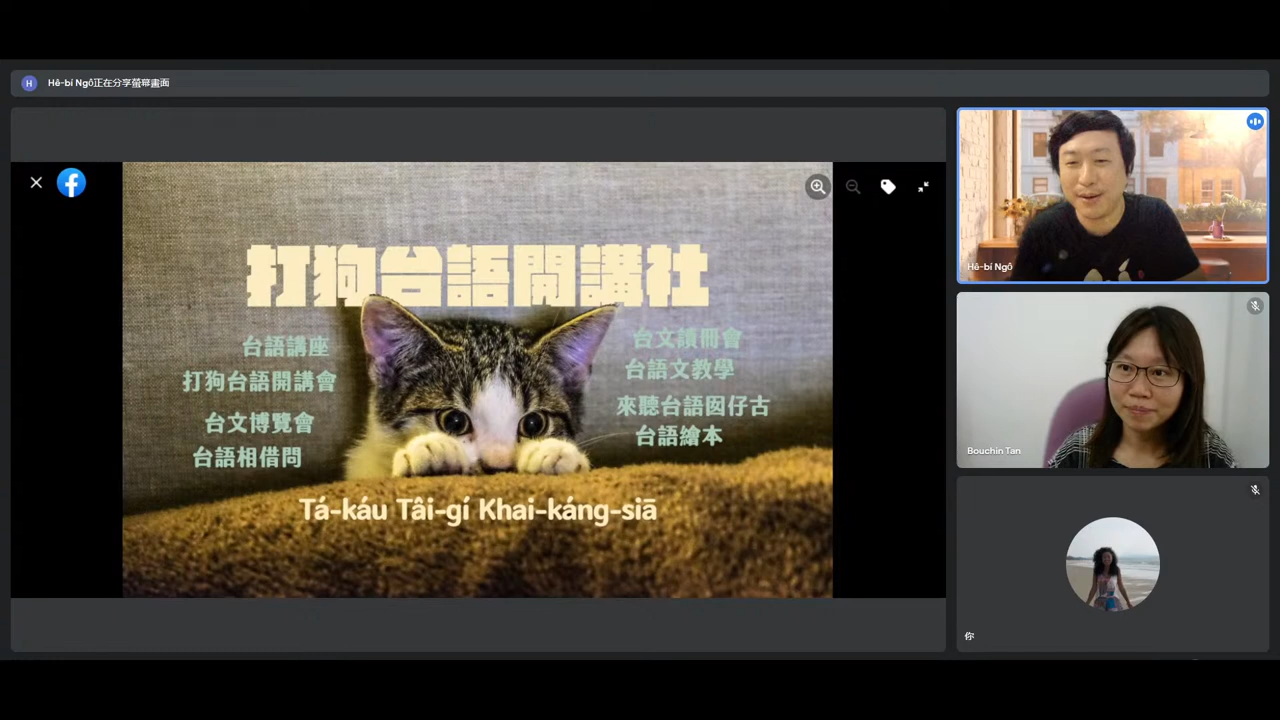 H
Hê-bí Ngô正在分享螢幕畫面
打狗台語開講社
台語講座
打狗台語開講會
台文博覽會
台語相借問
台文讀冊會
台語文教學
來聽台語囡仔古
台語繪本
Tá-káu Tâi-gí Khai-káng-siā
Hê-bí Ngô
Bouchin Tan
你